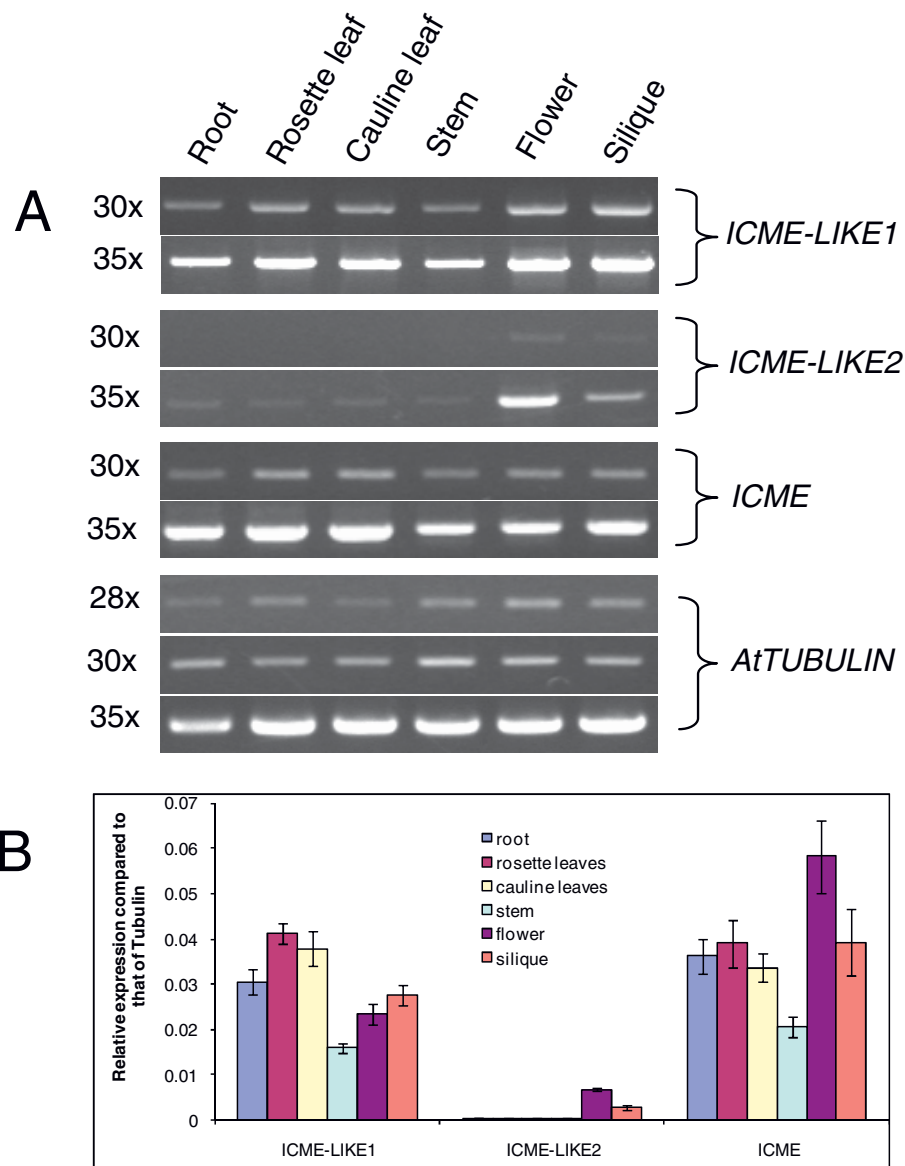 Root Rosette leaf Cauline leaf Stem Flower Silique
A
30x
35x
ICME-LIKE1
30x
35x
ICME-LIKE2
30x
35x
ICME
28x
30x
35x
AtTUBULIN
B
Relative expression compared to
that of Tubulin
0.07
0.06
0.05
0.04
0.03
0.02
0.01
0
root
rosette leaves
cauline leaves
stem
flower
silique
ICME-LIKE1 ICME-LIKE2 ICME